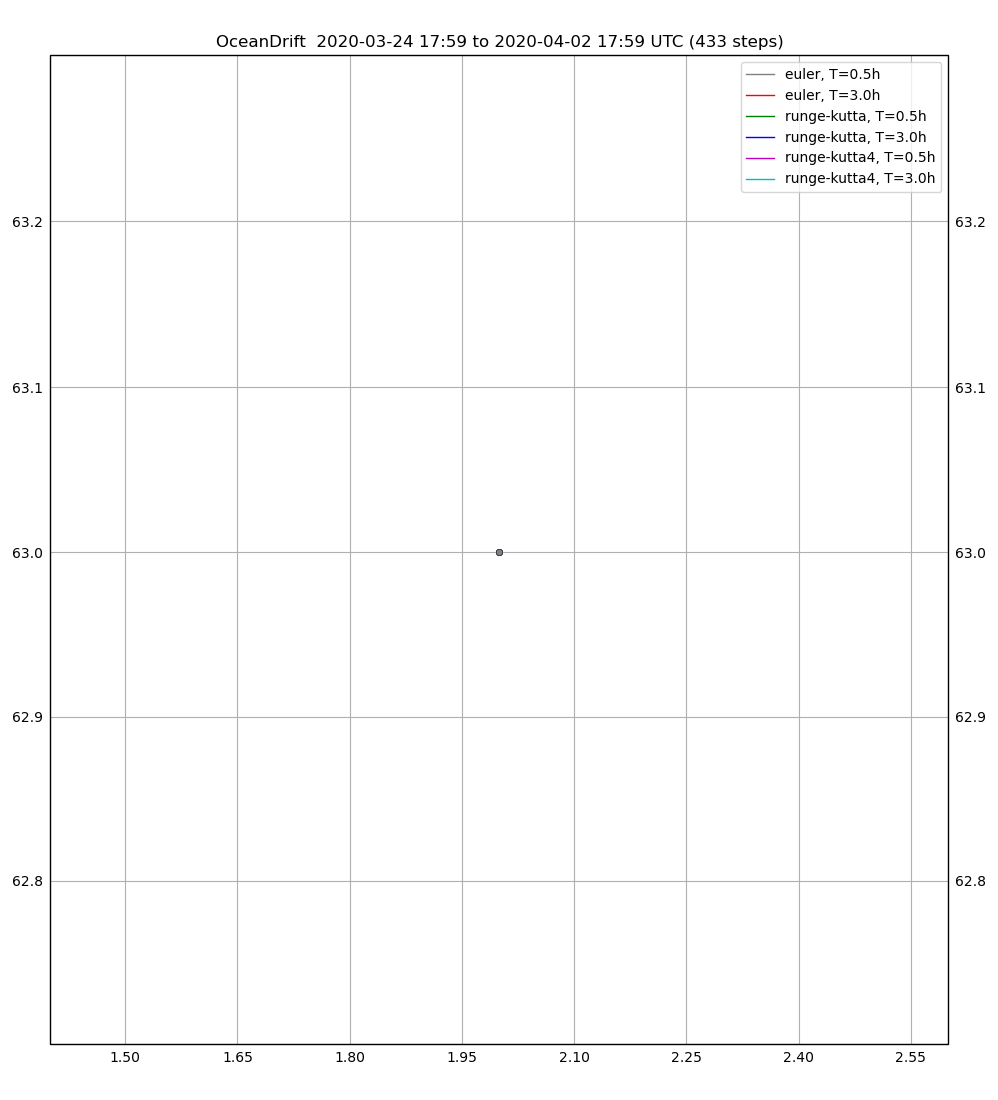 OceanDrift  2020-03-24 17:59 to 2020-04-02 17:59 UTC (433 steps)
euler, T=0.5h
euler, T=3.0h
runge-kutta, T=0.5h
runge-kutta, T=3.0h
runge-kutta4, T=0.5h
runge-kutta4, T=3.0h
63.2 63.2
63.1 63.1
63.0 63.0
62.9 62.9
62.8 62.8
1.50 1.65 1.80 1.95 2.10 2.25 2.40 2.55